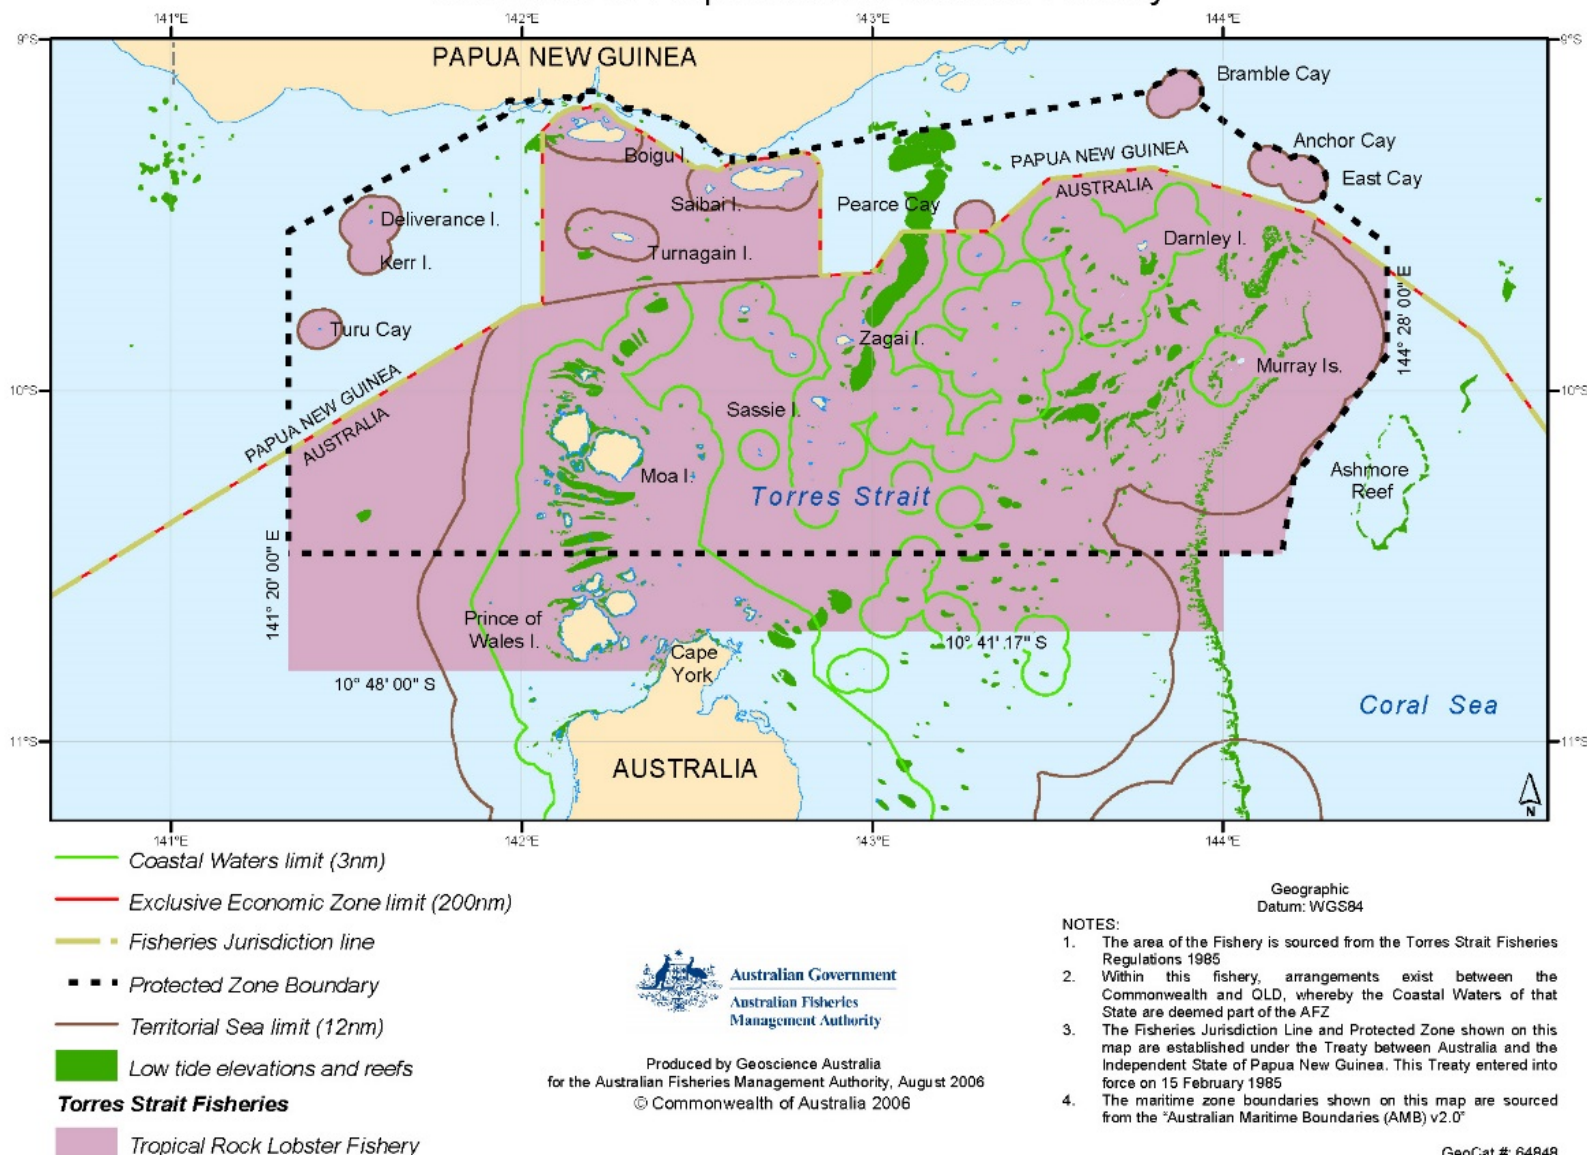 141°E 142°E 143°E 144°E
9°S 9°S
PAPUA NEW GUINEA
Bramble Cay
Anchor Cay
PAPUA NEW GUINEA
Boigu I.
East Cay
AUSTRALIA
Saibai I.
Pearce Cay
Deliverance I.
Darnley I.
Turnagain I.
Kerr I.
144° 28' 00" E
Turu Cay
Zagai I.
Murray Is.
10°S 10°S
PAPUA NEW GUINEA
Sassie I.
AUSTRALIA
Ashmore
Reef
Moa I.
Torres Strait
141° 20' 00" E
Prince of
Wales I.
10° 41' 17" S
Cape
York
10° 48' 00" S
Coral Sea
11°S 11°S
AUSTRALIA
N
141°E 142°E 143°E 144°E
Coastal Waters limit (3nm)
Exclusive Economic Zone limit (200nm)
Fisheries Jurisdiction line
Protected Zone Boundary
Territorial Sea limit (12nm)
Low tide elevations and reefs
Torres Strait Fisheries
Tropical Rock Lobster Fishery
Australian Government
Australian Fisheries
Management Authority
Produced by Geoscience Australia
for the Australian Fisheries Management Authority, August 2006
© Commonwealth of Australia 2006
Geographic
Datum: WGS84
NOTES:
1. The area of the Fishery is sourced from the Torres Strait Fisheries
Regulations 1985
2. Within this fishery, arrangements exist between the
Commonwealth and QLD, whereby the Coastal Waters of that
State are deemed part of the AFZ
3. The Fisheries Jurisdiction Line and Protected Zone shown on this
map are established under the Treaty between Australia and the
Independent State of Papua New Guinea. This Treaty entered into
force on 15 February 1985
4. The maritime zone boundaries shown on this map are sourced
from the "Australian Maritime Boundaries (AMB) v2.0"
GeoCat #: 64848